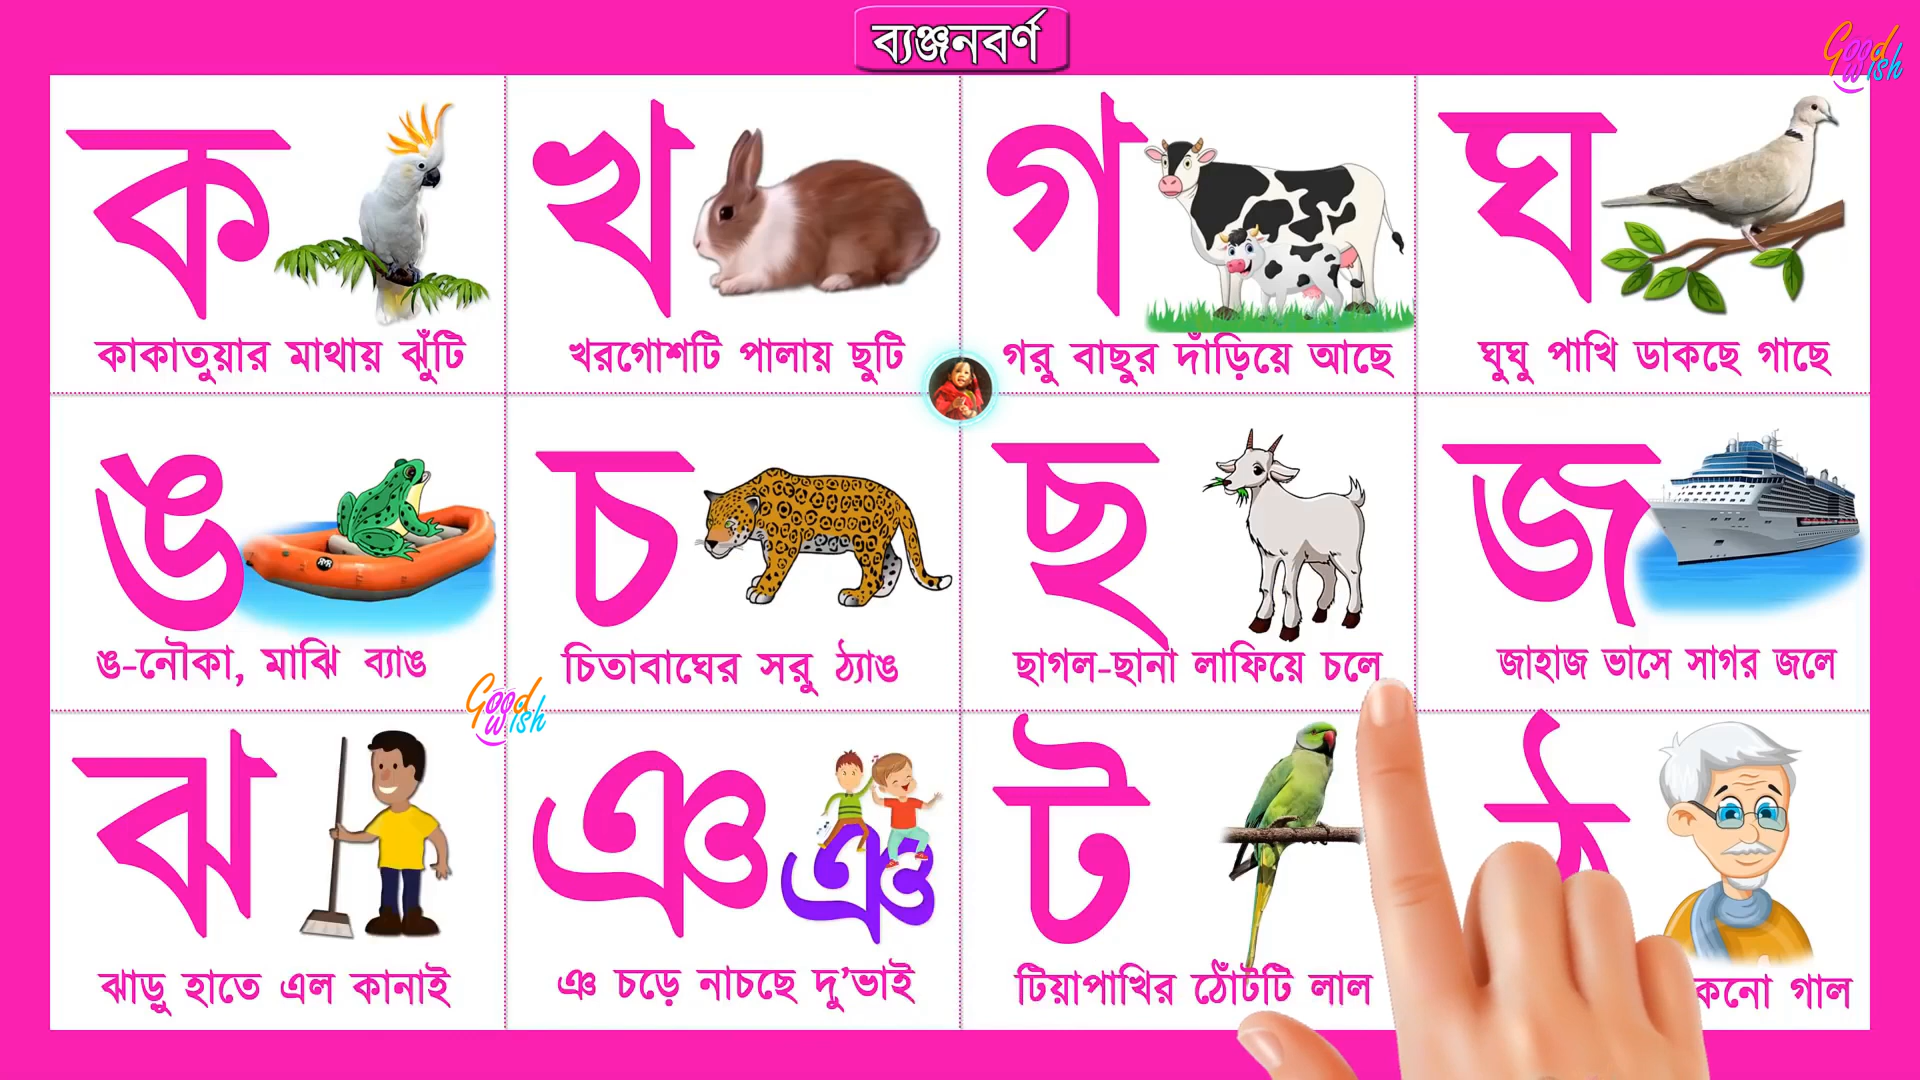 ব্যঞ্জনবর্ণ
Good wish
ক
কাকাতুয়ার মাথায় ঝুঁটি
খ
খরগোশটি পালায় ছুটি
গ
গরু বাছুর দাঁড়িয়ে আছে
ঘ
ঘুঘু পাখি ডাকছে গাছে
ঙ
ঙ-নৌকা, মাঝি ব্যাঙ
চ
চিতাবাঘের সরু ঠ্যাঙ
ছ
ছাগল-ছানা লাফিয়ে চলে
জ
জাহাজ ভাসে সাগর জলে
Good wish
ঝ
ঝাড়ু হাতে এল কানাই
ঞ
ঞ
ঞ চড়ে নাচছে দু'ভাই
ট
টিয়াপাখির ঠোঁটটি লাল
ঠ
গাল